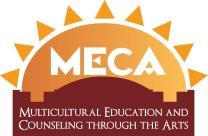 MECA
MULTICULTURAL EDUCATION AND
COUNSELING THROUGH THE ARTS